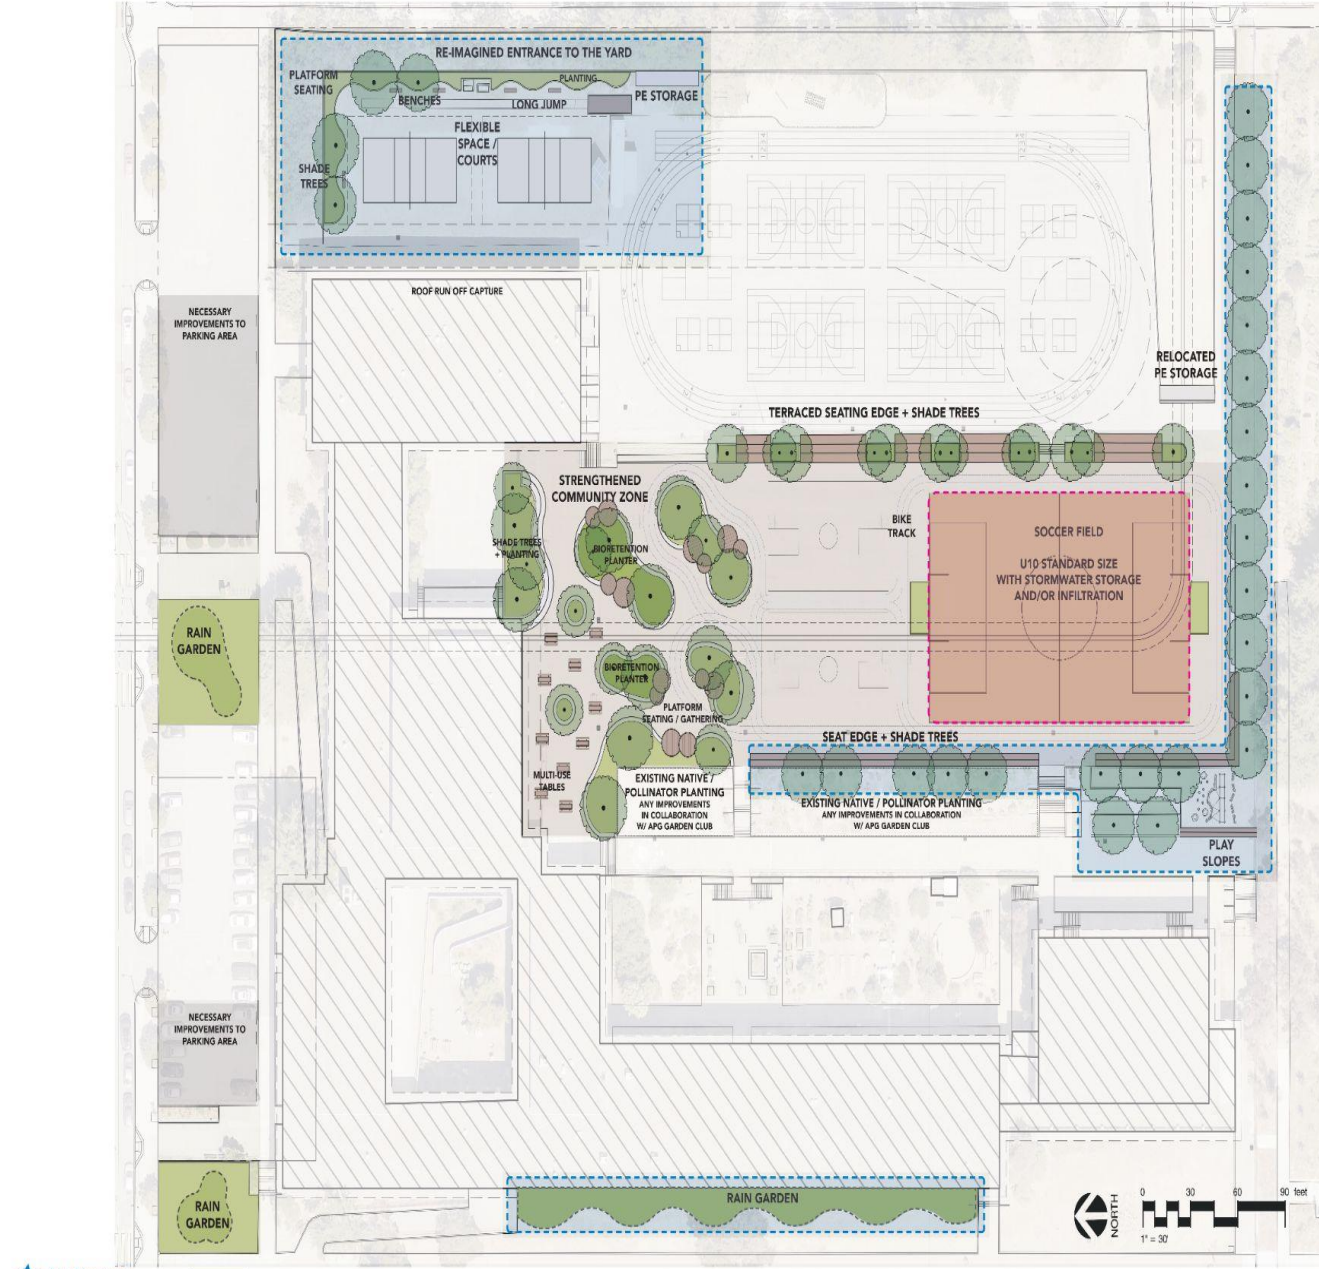 RE-IMAGINED ENTRANCE TO THE YARD
PLATFORM
SEATING
PLANTING
BENCHES
LONG JUMP
PE STORAGE
FLEXIBLE
SPACE /
COURTS
SHADE
TREES
ROOF RUN OFF CAPTURE
NECESSARY
IMPROVEMENTS TO
PARKING AREA
RELOCATED
PE STORAGE
TERRACED SEATING EDGE + SHADE TREES
STRENGTHENED
COMMUNITY ZONE
BIKE
TRACK
SOCCER FIELD
U10 STANDARD SIZE
WITH STORMWATER STORAGE
AND/OR INFILTRATION
SHADE TREES
+ PLANTING
BIORETENTION
PLANTER
RAIN
GARDEN
BIORETENTION
PLANTER
PLATFORM
SEATING / GATHERING
SEAT EDGE + SHADE TREES
MULTI-USE
TABLES
EXISTING NATIVE /
POLLINATOR PLANTING
ANY IMPROVEMENTS
IN COLLABORATION
W/ APG GARDEN CLUB
EXISTING NATIVE / POLLINATOR PLANTING
ANY IMPROVEMENTS IN COLLABORATION
W/ APG GARDEN CLUB
PLAY
SLOPES
NECESSARY
IMPROVEMENTS TO
PARKING AREA
RAIN
GARDEN
RAIN GARDEN
NORTH
0 30 60 90 feet
1" = 30'